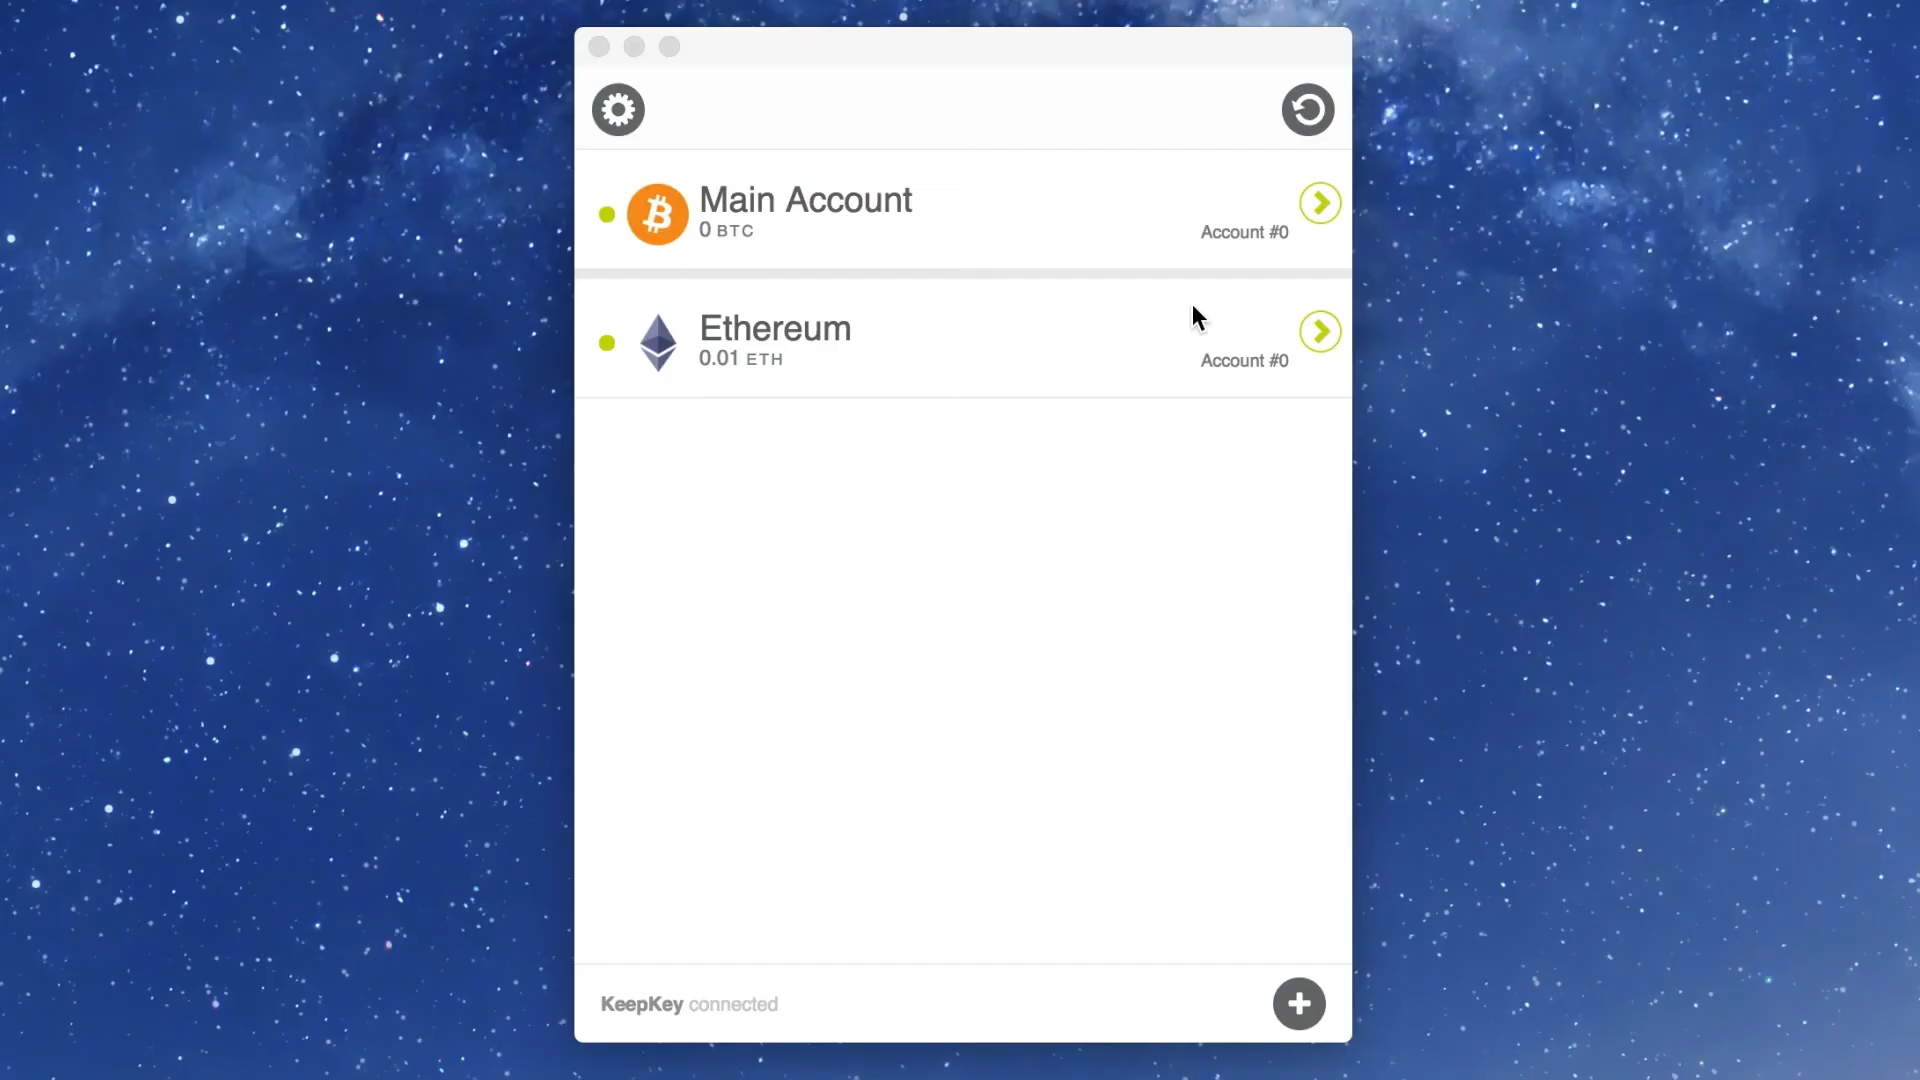 Main Account
0 BTC
Account #0
Ethereum
0.01 ETH
Account #0
KeepKey connected